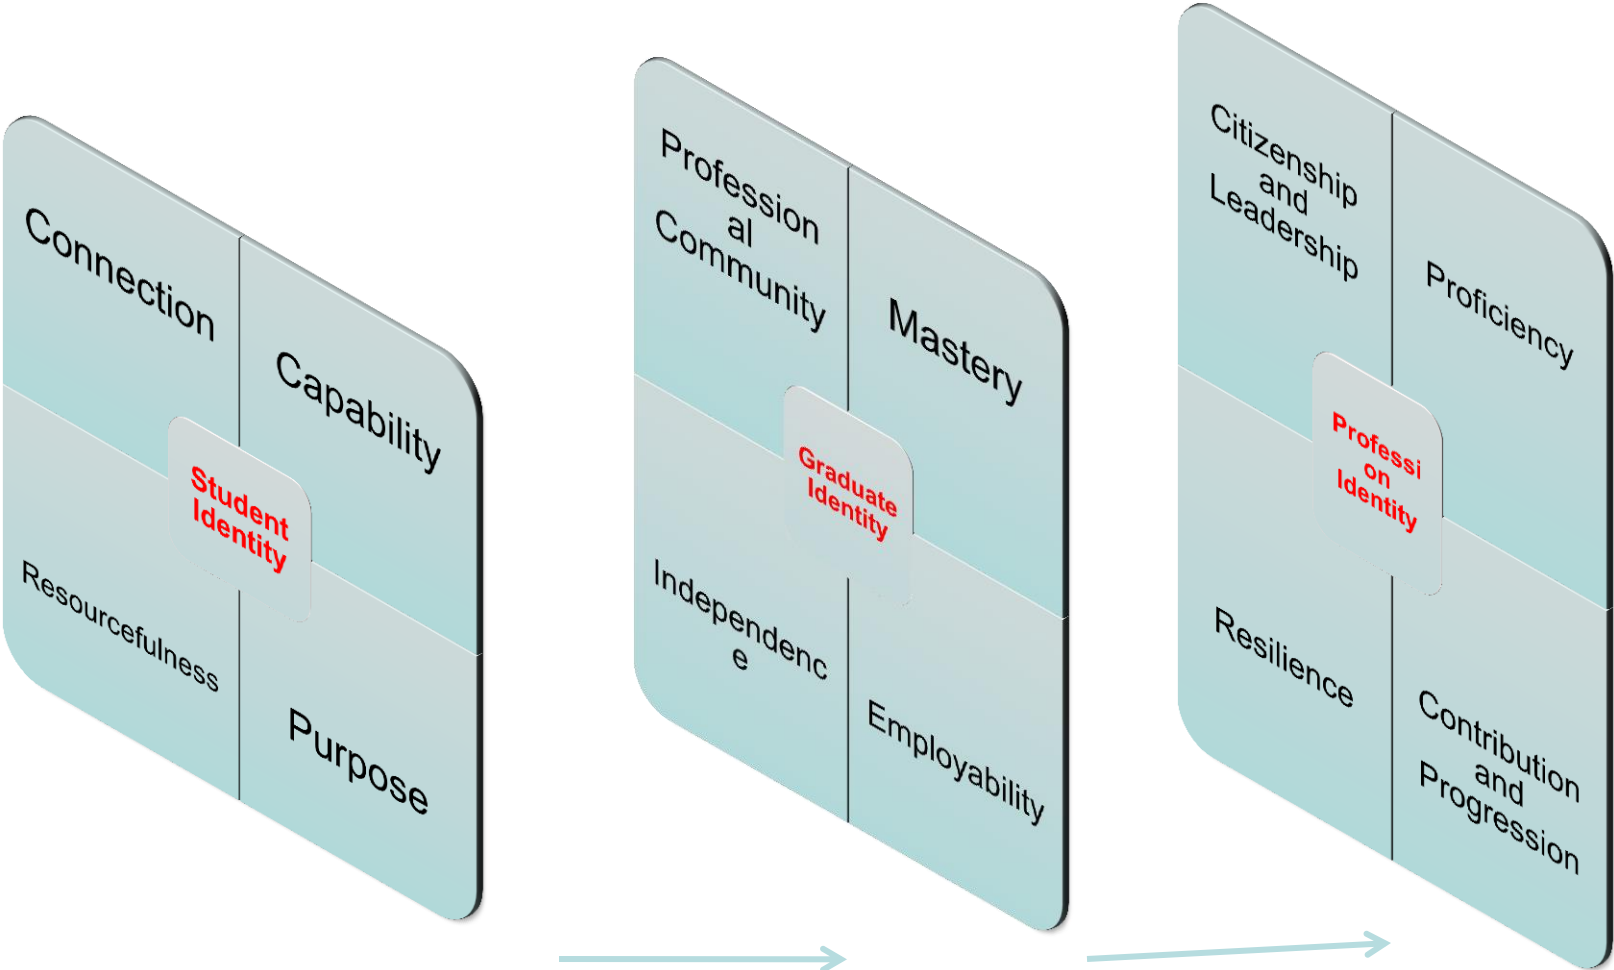 Connection
Capability
Student
Identity
Resourcefulness
Purpose
Profession
al
Community
Mastery
Graduate
Identity
Independenc
e
Employability
Citizenship
and
Leadership
Proficiency
Professi
on
Identity
Resilience
Contribution
and
Progression